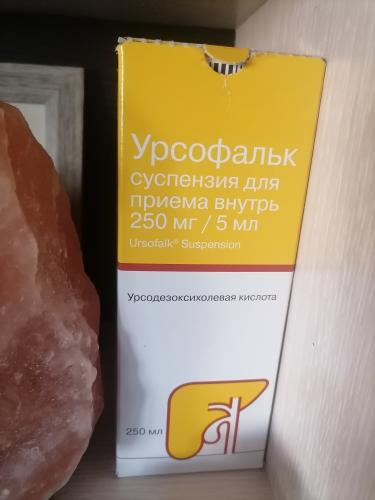 Урсофальк
суспензия для
приема внутрь
250 мг / 5 мл
Ursofalk® Suspension
Урсодезоксихолевая кислота
250 мл